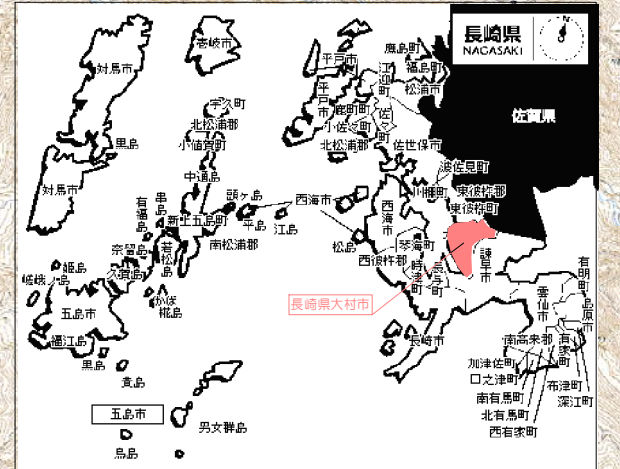 長崎県
NAGASAKI
N
佐賀県
対馬市
壱岐市
平戸市
鷹島町
福島町
江迎町
松浦市
平戸市
鹿町町
宇久町
北松浦郡
小佐々町
佐々町
小値賀町
北松浦郡
佐世保市
黒島
波佐見町
中通島
川棚町
東彼杵郡
対馬市
頭ヶ島
西海市
東彼杵町
串島
有福島
西海市
新上五島町
平島
江島
奈留島
若松島
南松浦郡
松島
琴海町
西彼杵郡
諫早市
姫島
嵯峨ノ島
久賀島
時津町
長与町
有明町
雲仙市
島原市
かば
椛島
長崎県大村市
五島市
福江島
長崎市
南高来郡
有家町
黒島
加津佐町
黄島
口之津町
布津町
南有馬町
深江町
五島市
北有馬町
男女群島
西有家町
鳥島